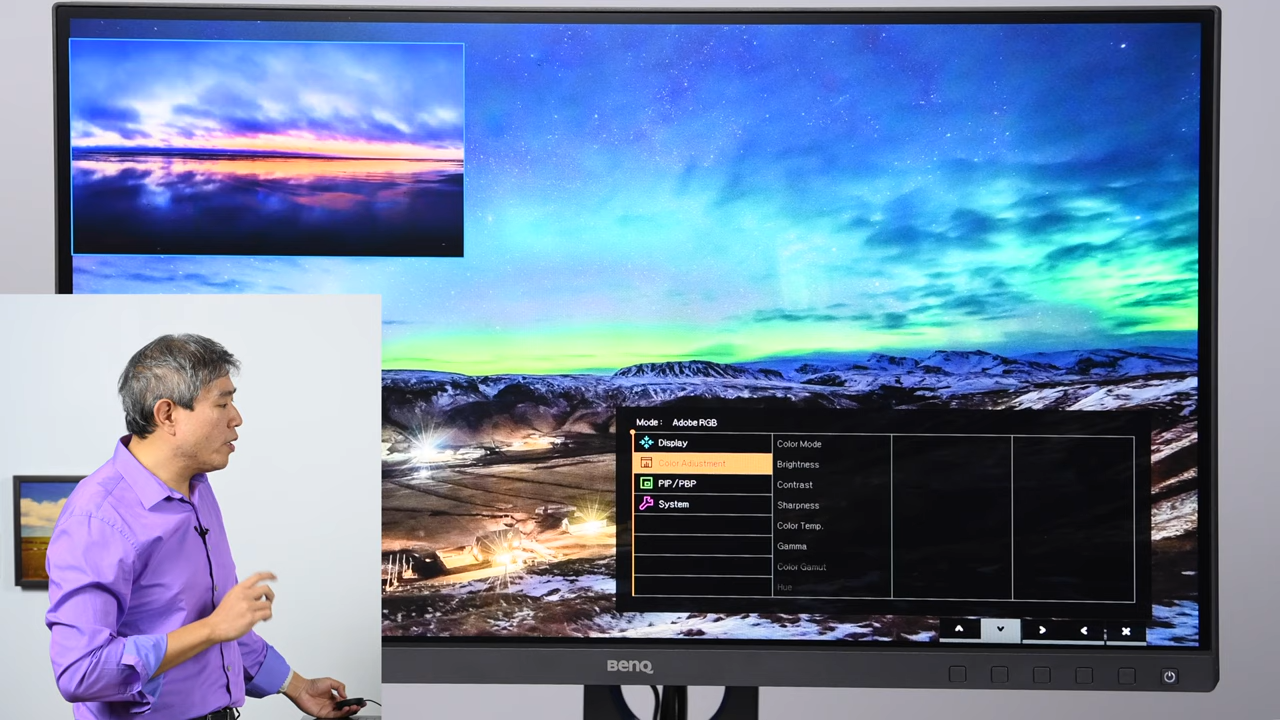 Mode : Adobe RGB
Display
Color Adjustment
PIP/PBP
System
Color Mode
Brightness
Contrast
Sharpness
Color Temp.
Gamma
Color Gamut
Hue
BenQ